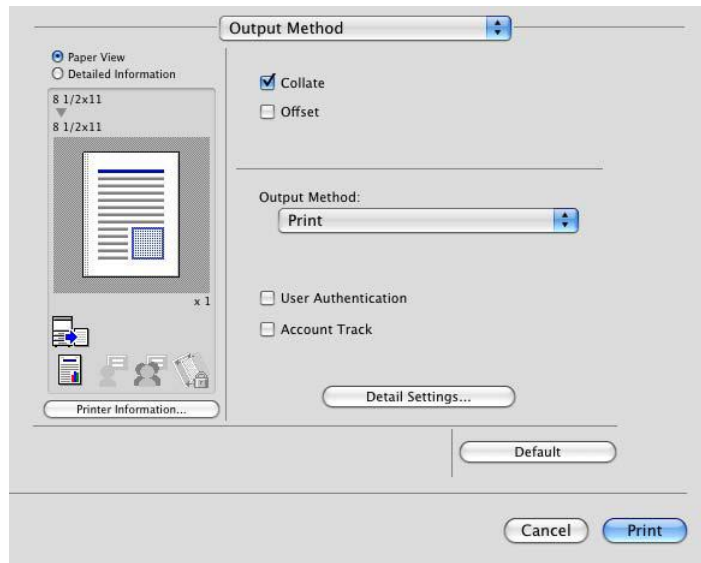 Output Method
Paper View
Detailed Information
8 1/2x11
8 1/2x11
x 1
Printer Information...
Collate
Offset
Output Method:
Print
User Authentication
Account Track
Detail Settings...
Default
Cancel
Print